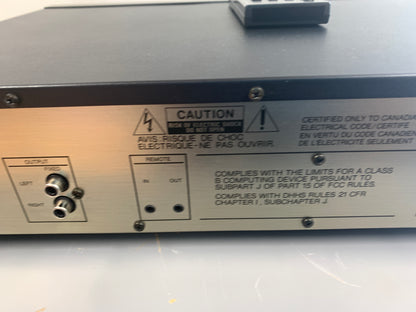 CAUTION
RISK OF ELECTRIC SHOCK
DO NOT OPEN
AVIS RISQUE DE CHOC
ELECTRIQUE-NE PAS OUVRIR.
CERTIFIED ONLY TO CANADIA
ELECTRICAL CODE/CERTIFIE
EN VERTU DU CODE CANADIE
DE L'ELECTRICITE SEULEMENT
OUTPUT
FIXED
LEFT
RIGHT
REMOTE
IN OUT
COMPLIES WITH THE LIMITS FOR A CLASS
B COMPUTING DEVICE PURSUANT TO
SUBPART J OF PART 15 OF FCC RULES.
COMPLIES WITH DHHS RULES 21 CFR
CHAPTER I, SUBCHAPTER J.